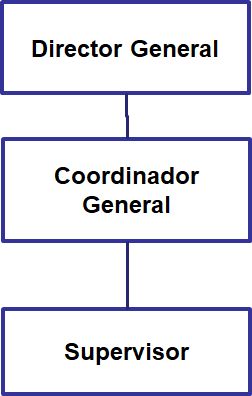 Director General
Coordinador
General
Supervisor